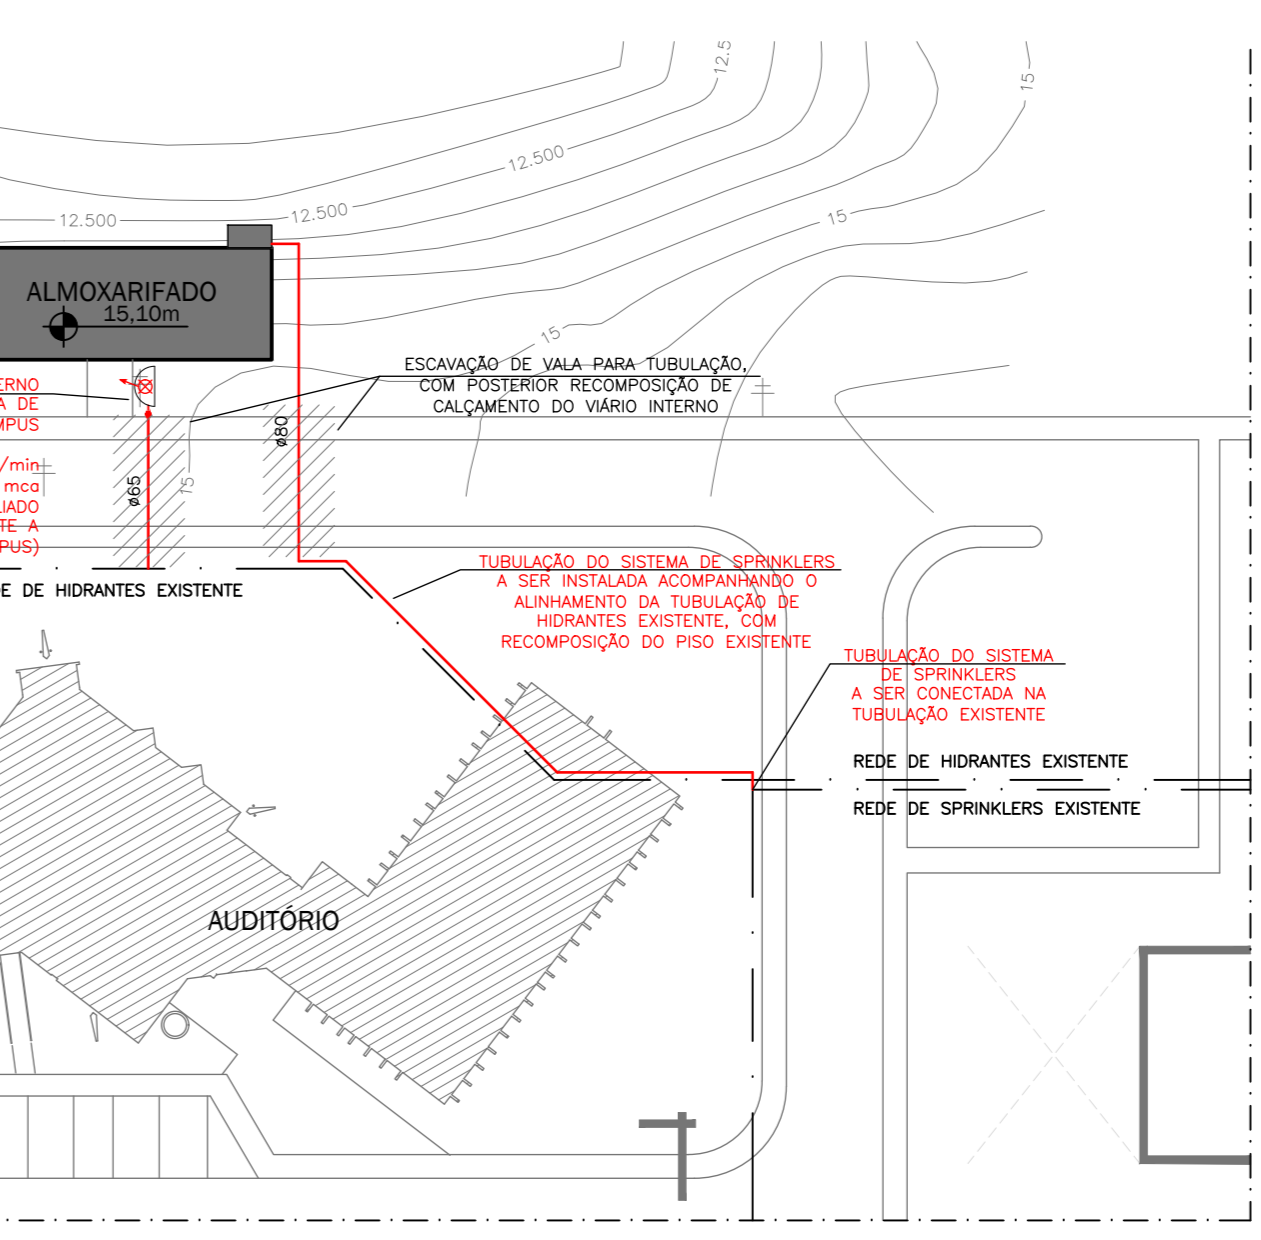 12.5
15
12.500
12.500
12.500
15
ALMOXARIFADO
15,10m
15
ESCAVAÇÃO DE VALA PARA TUBULAÇÃO,
COM POSTERIOR RECOMPOSIÇÃO DE
CALÇAMENTO DO VIÁRIO INTERNO
ERNO
A DE
MPUS
ø80
/min
mca
LIADO
TE A
PUS)
ø65
15
E DE HIDRANTES EXISTENTE
TUBULAÇÃO DO SISTEMA DE SPRINKLERS
A SER INSTALADA ACOMPANHANDO O
ALINHAMENTO DA TUBULAÇÃO DE
HIDRANTES EXISTENTE, COM
RECOMPOSIÇÃO DO PISO EXISTENTE
TUBULAÇÃO DO SISTEMA
DE SPRINKLERS
A SER CONECTADA NA
TUBULAÇÃO EXISTENTE
REDE DE HIDRANTES EXISTENTE
REDE DE SPRINKLERS EXISTENTE
AUDITÓRIO